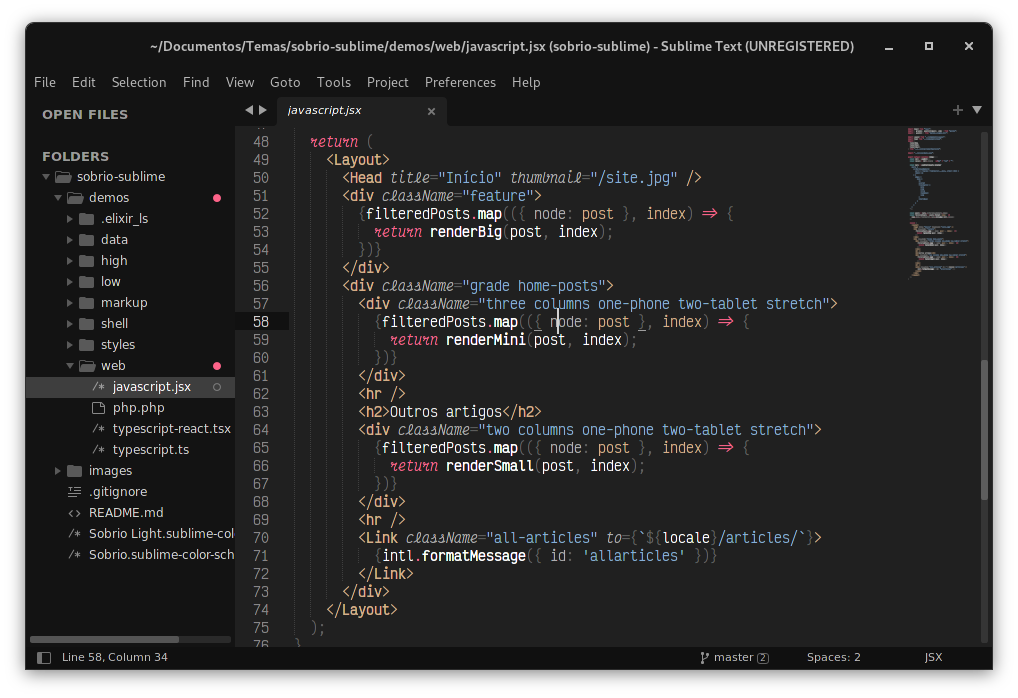 ~/Documentos/Temas/sobrio-sublime/demos/web/javascript.jsx (sobrio-sublime) - Sublime Text (UNREGISTERED)
File Edit Selection Find View Goto Tools Project Preferences Help
OPEN FILES
FOLDERS
sobrio-sublime
demos
.elixir_ls
data
high
low
markup
shell
styles
web
/* javascript.jsx
php.php
/* typescript-react.tsx
/* typescript.ts
images
.gitignore
<> README.md
/* Sobrio Light.sublime-col
/* Sobrio.sublime-color-sch
javascript.jsx
48 return (
49 <Layout>
50 <Head title="Início" thumbnail="/site.jpg" />
51 <div className="feature">
52 {filteredPosts.map(({ node: post }, index) => {
53 return renderBig(post, index);
54 })}
55 </div>
56 <div className="grade home-posts">
57 <div className="three columns one-phone two-tablet stretch">
58 {filteredPosts.map(({ node: post }, index) => {
59 return renderMini(post, index);
60 })}
61 </div>
62 <hr />
63 <h2>Outros artigos</h2>
64 <div className="two columns one-phone two-tablet stretch">
65 {filteredPosts.map(({ node: post }, index) => {
66 return renderSmall(post, index);
67 })}
68 </div>
69 <hr />
70 <Link className="all-articles" to={`${locale}/articles/`}>
71 {intl.formatMessage({ id: 'allarticles' })}
72 </Link>
73 </div>
74 </Layout>
75 );
76 }
Line 58, Column 34
master 2
Spaces: 2
JSX